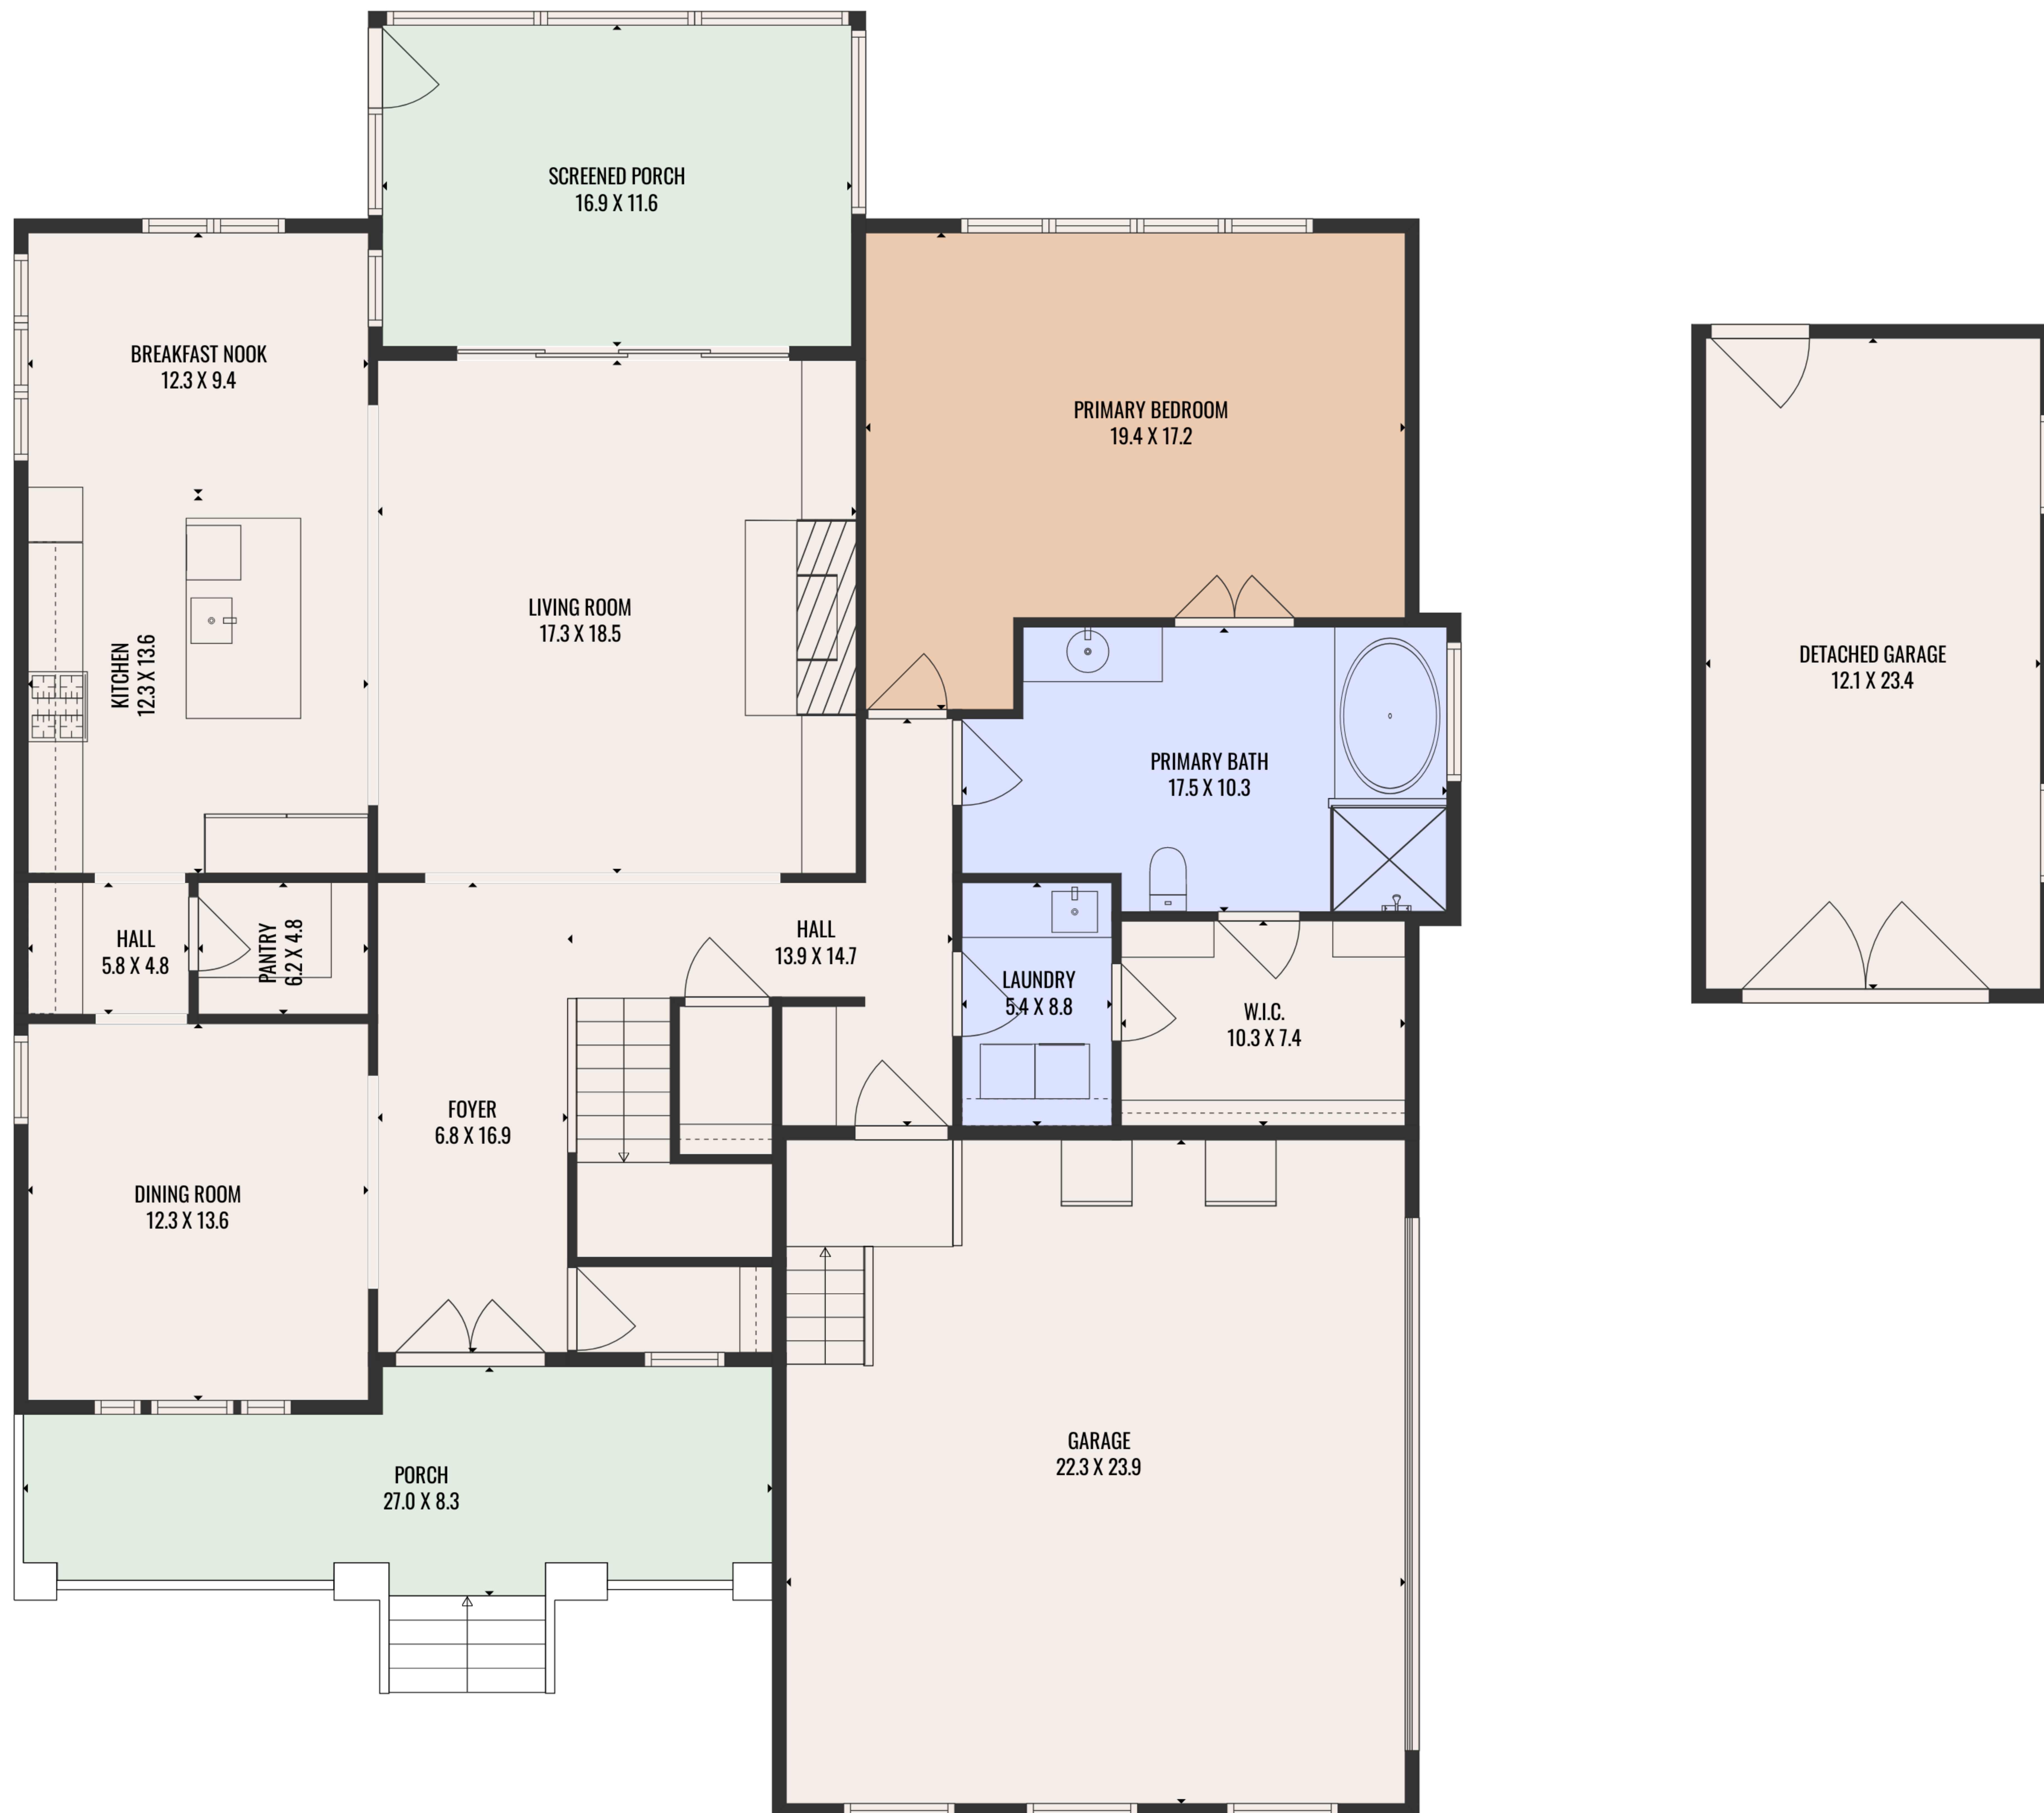 SCREENED PORCH
16.9 X 11.6
BREAKFAST NOOK
12.3 X 9.4
PRIMARY BEDROOM
19.4 X 17.2
LIVING ROOM
17.3 X 18.5
KITCHEN
12.3 X 13.6
DETACHED GARAGE
12.1 X 23.4
PRIMARY BATH
17.5 X 10.3
HALL
5.8 X 4.8
PANTRY
6.2 X 4.8
HALL
13.9 X 14.7
LAUNDRY
5.4 X 8.8
W.I.C.
10.3 X 7.4
FOYER
6.8 X 16.9
DINING ROOM
12.3 X 13.6
GARAGE
22.3 X 23.9
PORCH
27.0 X 8.3